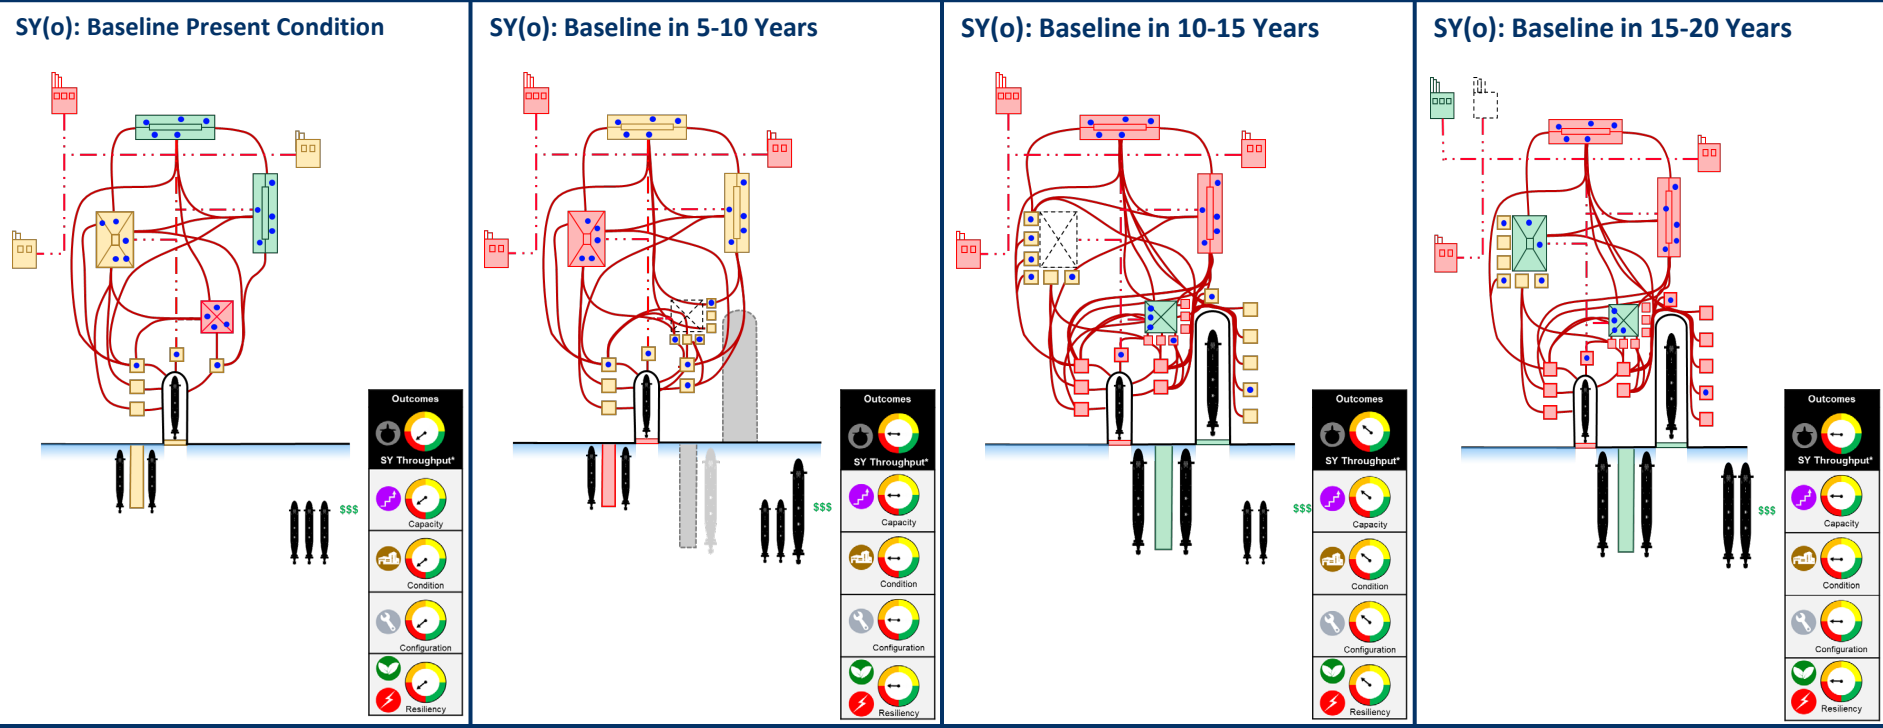 SY(o): Baseline Present Condition
$$$
Outcomes
SY Throughput*
Capacity
Condition
Configuration
Resiliency
SY(o): Baseline in 5-10 Years
$$$
Outcomes
SY Throughput*
Capacity
Condition
Configuration
Resiliency
SY(o): Baseline in 10-15 Years
$$$
Outcomes
SY Throughput*
Capacity
Condition
Configuration
Resiliency
SY(o): Baseline in 15-20 Years
$$$
Outcomes
SY Throughput*
Capacity
Condition
Configuration
Resiliency